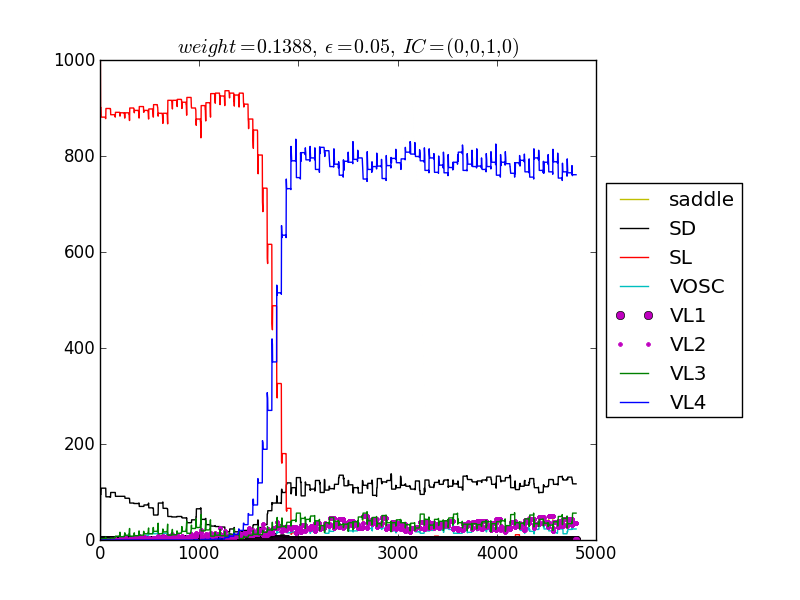 weight=0.1388, ϵ=0.05, IC=(0,0,1,0)
1000
800
600
400
200
0
0 1000 2000 3000 4000 5000
saddle
SD
SL
VOSC
VL1
VL2
VL3
VL4